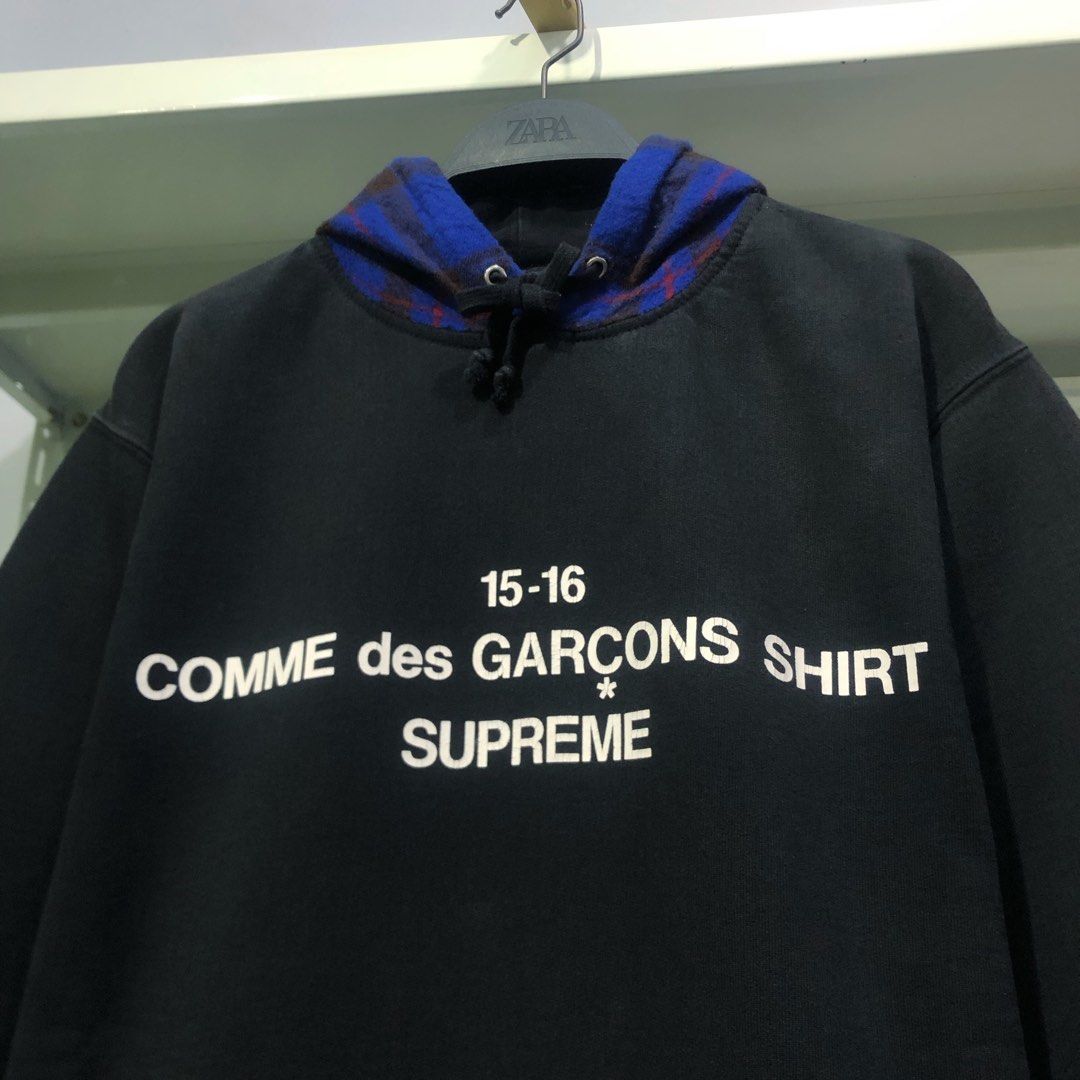 ZARA
15-16
COMME des GARÇONS SHIRT
*
SUPREME